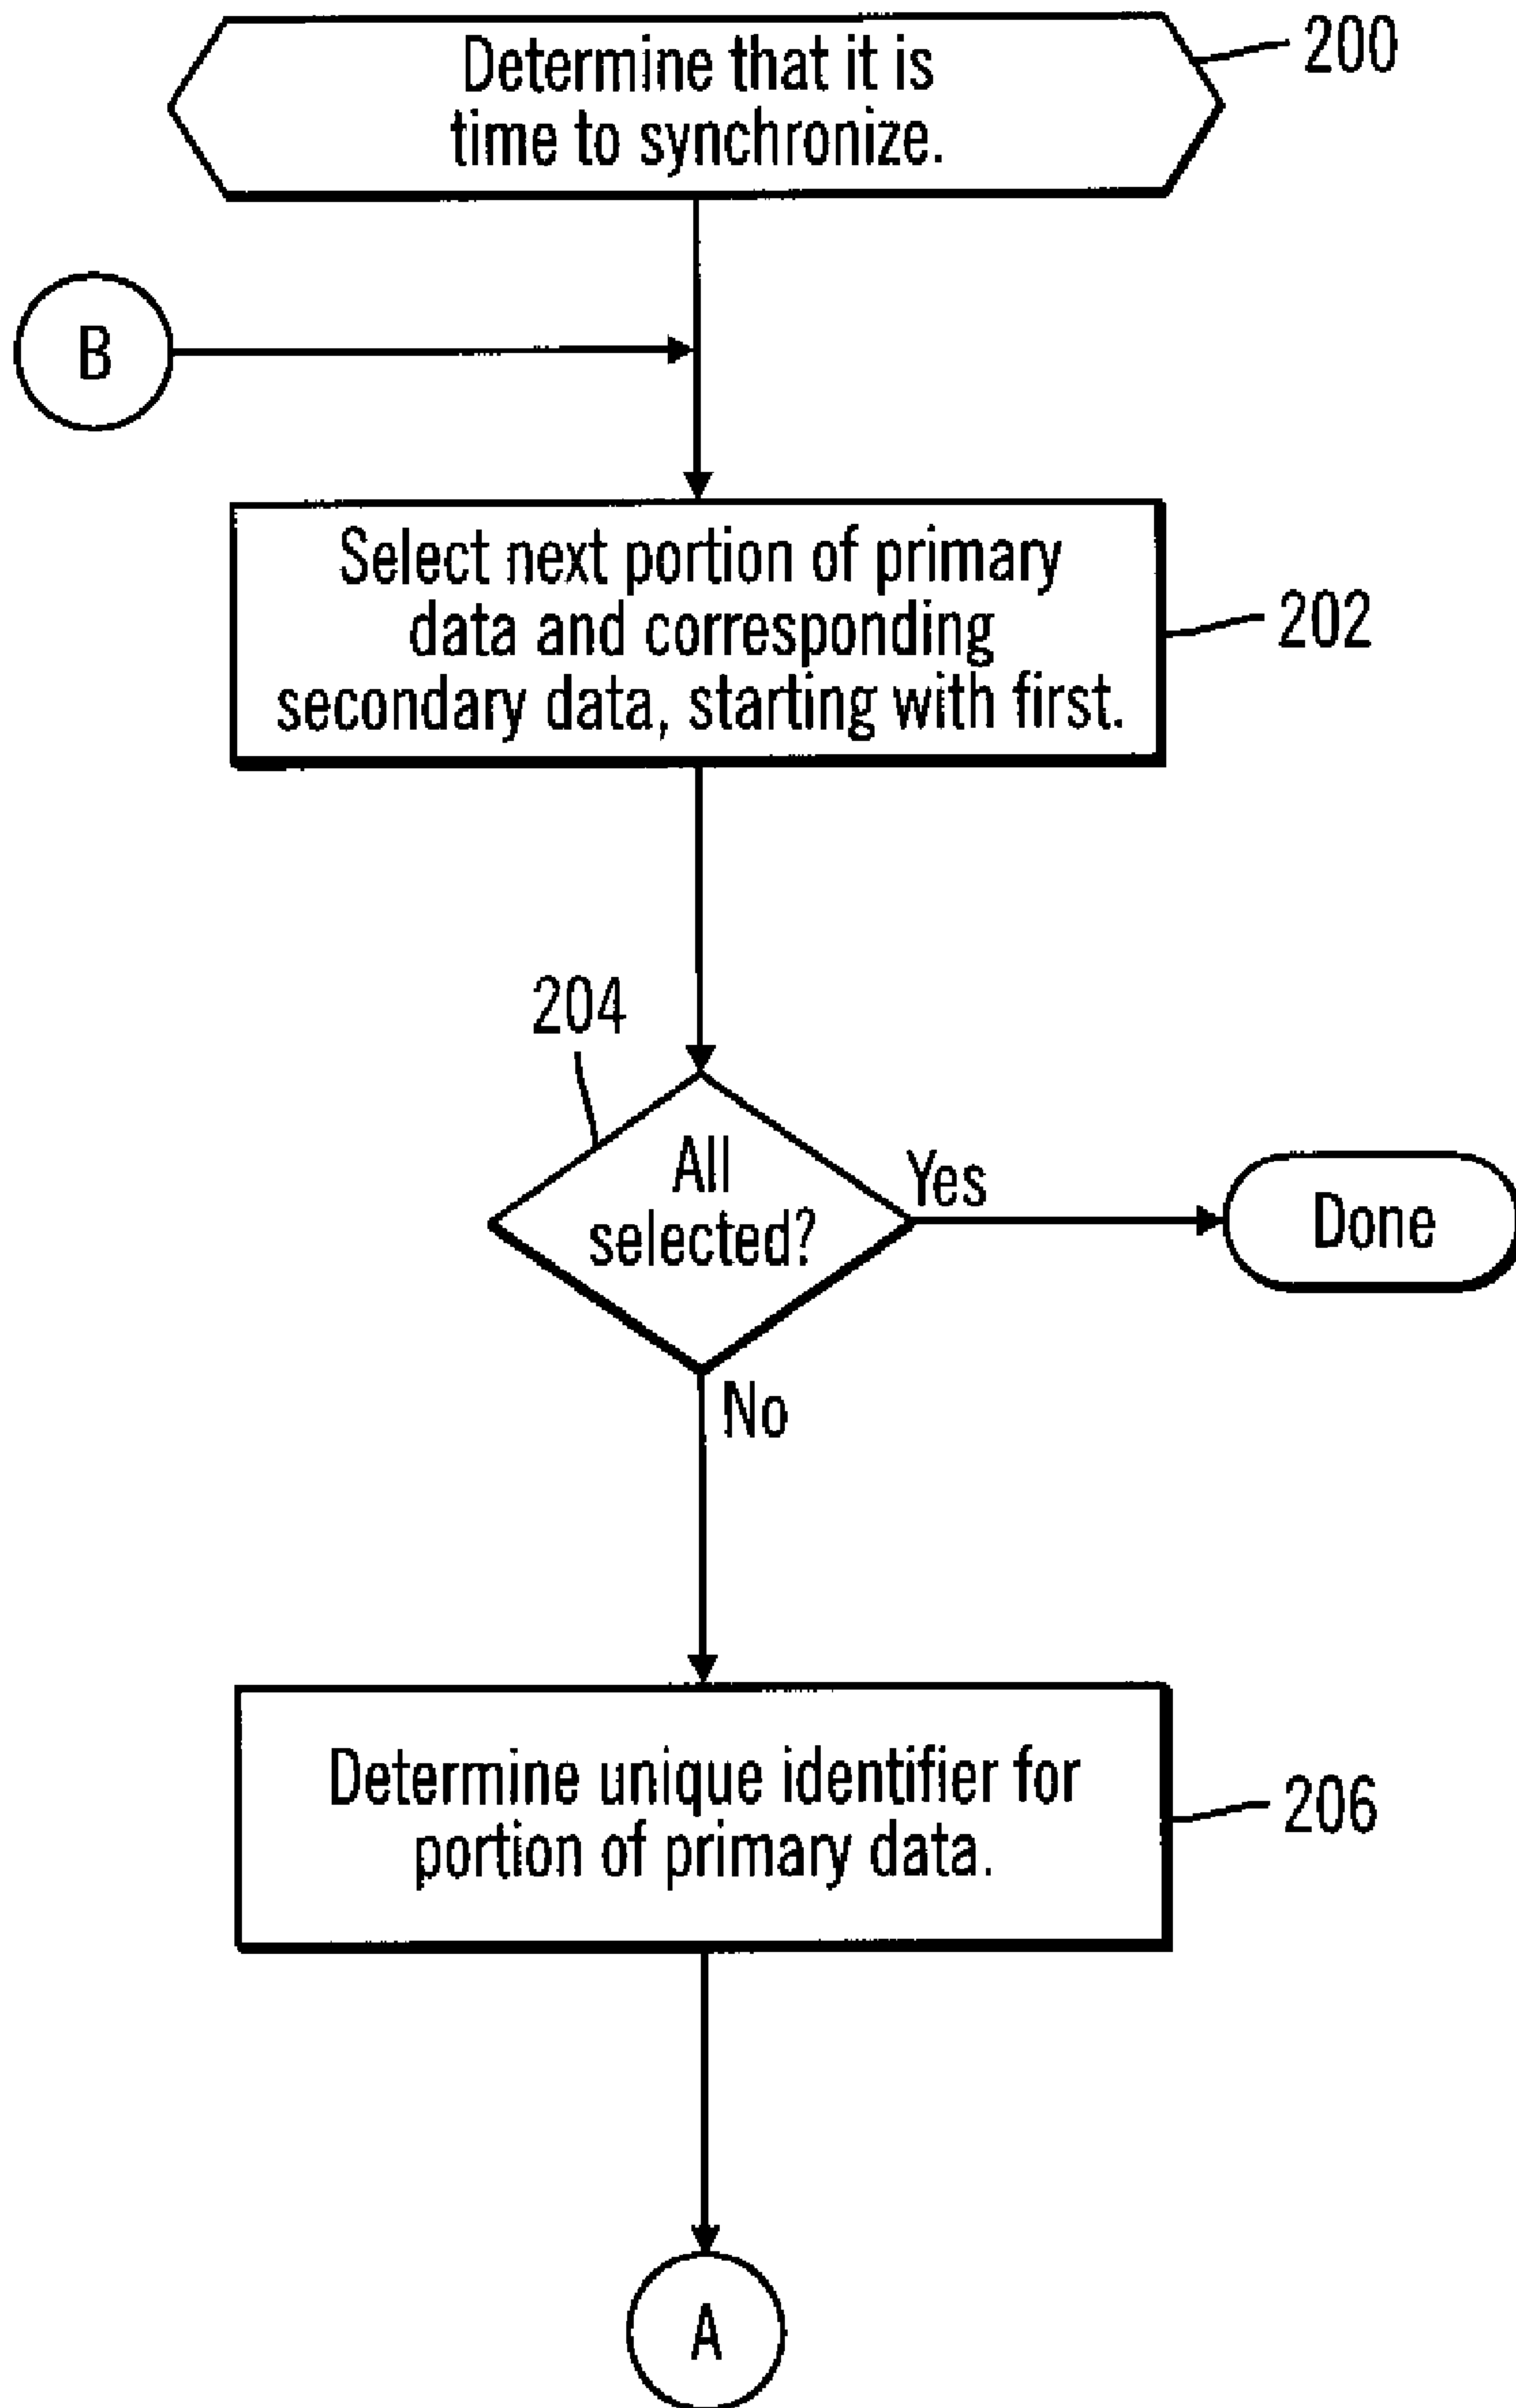 Determine that it is
time to synchronize.
200
B
Select next portion of primary
data and corresponding
secondary data, starting with first.
202
204
All
selected?
Yes
Done
No
Determine unique identifier for
portion of primary data.
206
A